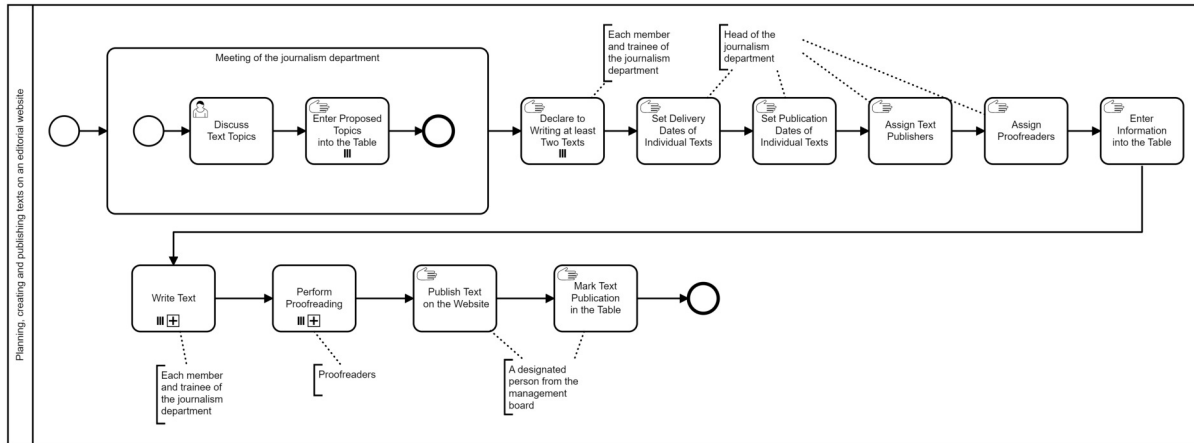 Planning, creating and publishing texts on an editorial website
Meeting of the journalism department
Discuss
Text Topics
Enter Proposed
Topics
into the Table
Each member
and trainee of
the journalism
department
Head of the
journalism
department
Declare to
Writing at least
Two Texts
Set Delivery
Dates of
Individual Texts
Set Publication
Dates of
Individual Texts
Assign Text
Publishers
Assign
Proofreaders
Enter
Information
into the Table
Write Text
Perform
Proofreading
Publish Text
on the Website
Mark Text
Publication
in the Table
Each member
and trainee of
the journalism
department
Proofreaders
A designated
person from the
management
board